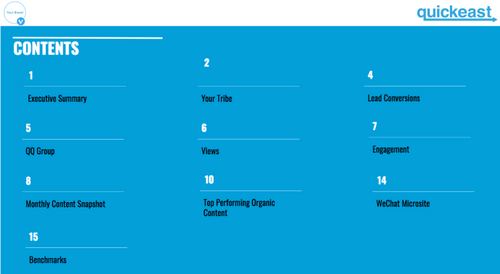 Your Beast
quickeast
CONTENTS
1
2
4
Executive Summary
Your Tribe
Lead Conversions
5
6
7
QQ Group
Views
Engagement
8
10
14
Monthly Content Snapshot
Top Performing Organic
Content
WeChat Microsite
15
Benchmarks